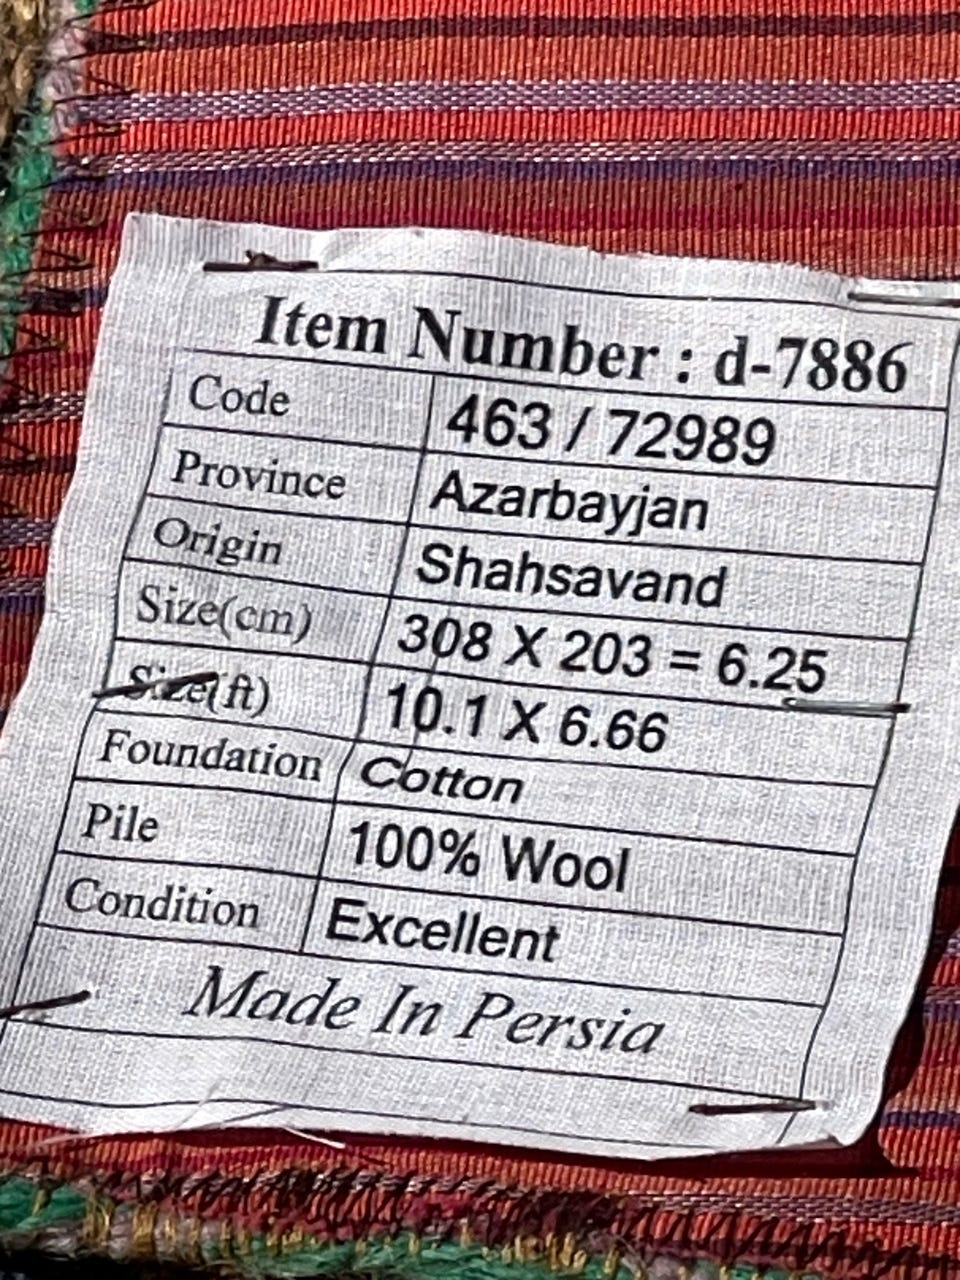 Item Number : d-7886
Code 463 / 72989
Province Azarbayjan
Origin Shahsavand
Size(cm) 308 X 203 = 6.25
Size(ft) 10.1 X 6.66
Foundation Cotton
Pile 100% Wool
Condition Excellent
Made In Persia